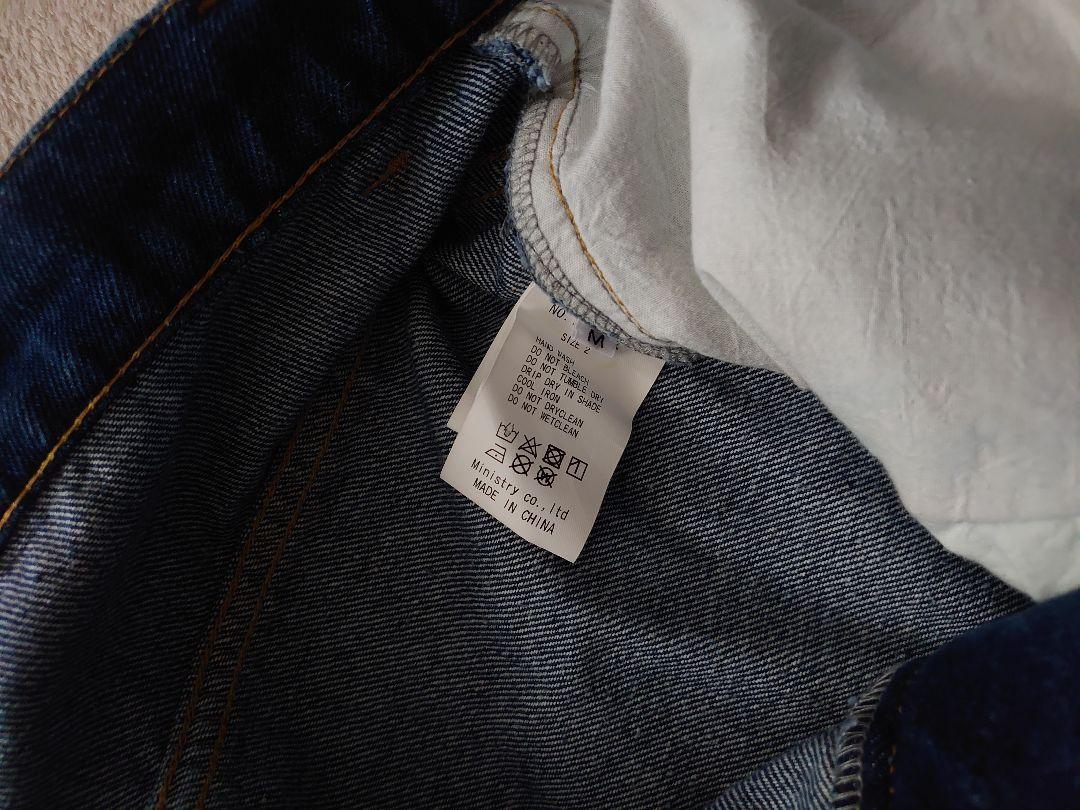 NO.
M
SIZE 2
HAND WASH
DO NOT BLEACH
DO NOT TUMBLE DRY
DRIP DRY IN SHADE
COOL IRON
DO NOT DRYCLEAN
DO NOT WETCLEAN
Ministry co.,ltd
MADE IN CHINA